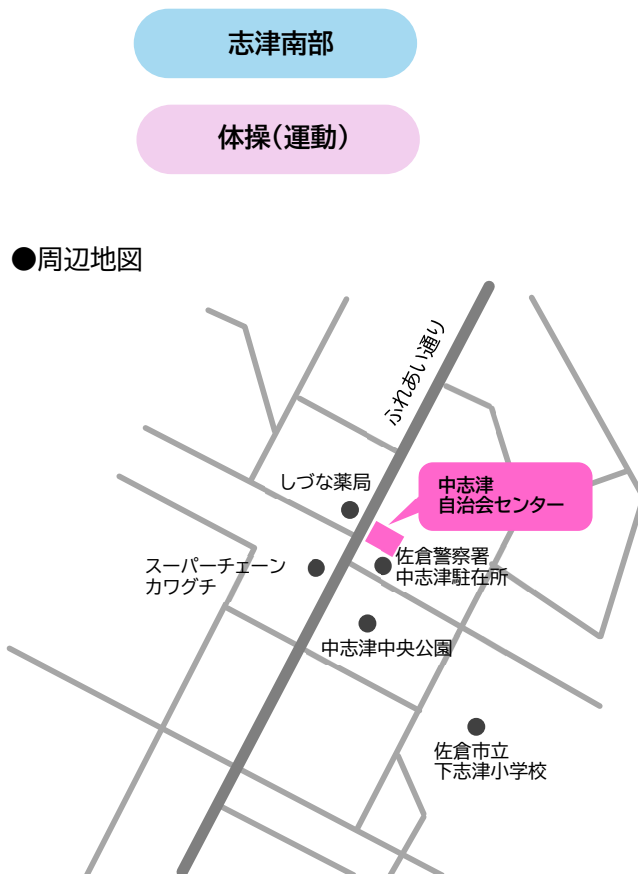 志津南部
体操(運動)
●周辺地図
ふれあい通り
しづな薬局
中志津
自治会センター
スーパーチェーン
カワグチ
佐倉警察署
中志津駐在所
中志津中央公園
佐倉市立
下志津小学校